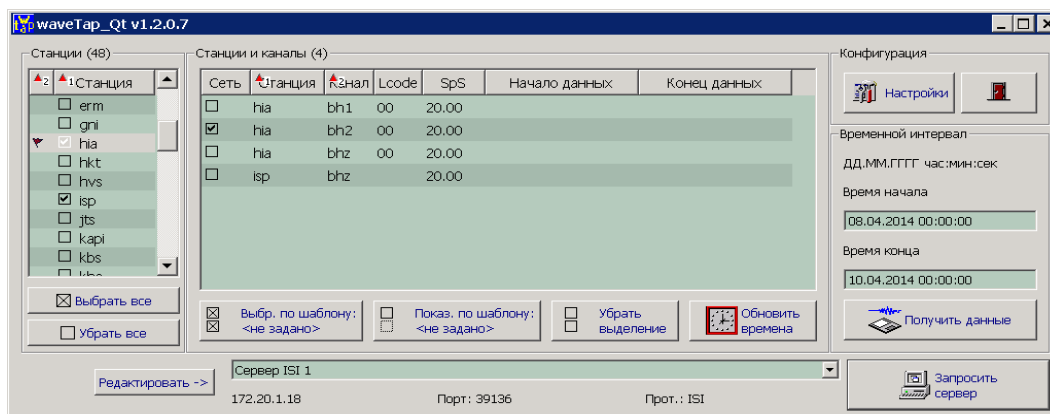 waveTap_Qt v1.2.0.7
Станции (48)
2 1 Станция
erm
gni
hia
hkt
hvs
isp
jts
kapi
kbs
Выбрать все
Убрать все
Станции и каналы (4)
Сеть 1танция 2нал Lcode SpS Начало данных Конец данных
hia bh1 00 20.00
hia bh2 00 20.00
hia bhz 00 20.00
isp bhz 20.00
Выбр. по шаблону: <не задано>
Показ. по шаблону: <не задано>
Убрать выделение
Обновить времена
Конфигурация
Настройки
Временной интервал
ДД.ММ.ГГГГ час:мин:сек
Время начала
08.04.2014 00:00:00
Время конца
10.04.2014 00:00:00
Получить данные
Редактировать ->
Сервер ISI 1
172.20.1.18 Порт: 39136 Прот.: ISI
Запросить сервер